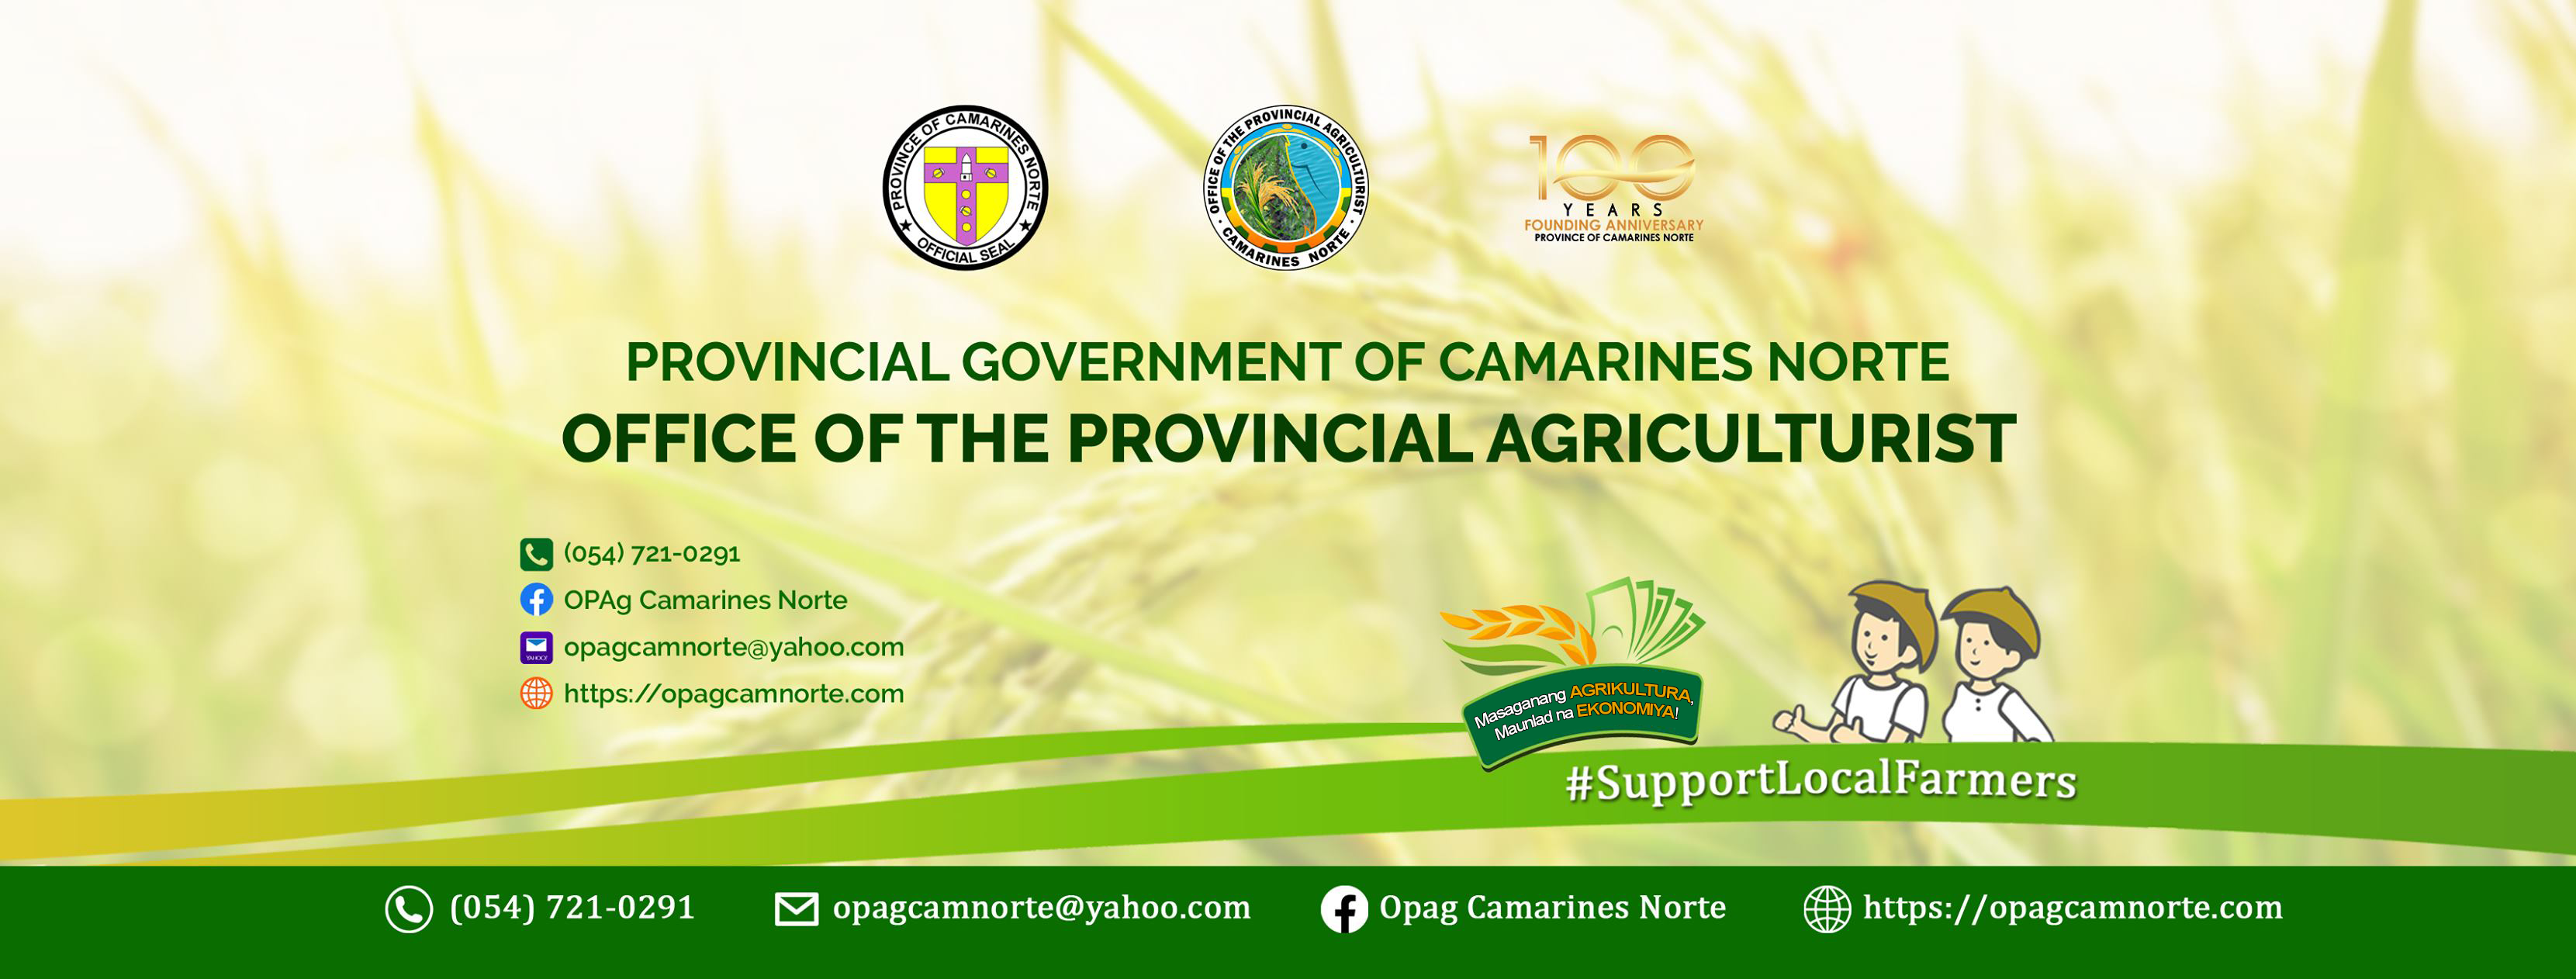 PROVINCE OF CAMARINES NORTE
OFFICIAL SEAL
OFFICE OF THE PROVINCIAL AGRICULTURIST
CAMARINES NORTE
100
YEARS
FOUNDING ANNIVERSARY
PROVINCE OF CAMARINES NORTE
PROVINCIAL GOVERNMENT OF CAMARINES NORTE
OFFICE OF THE PROVINCIAL AGRICULTURIST
(054) 721-0291
OPAg Camarines Norte
YAHOO!
opagcamnorte@yahoo.com
https://opagcamnorte.com
Masaganang AGRIKULTURA,
Maunlad na EKONOMIYA!
#SupportLocalFarmers
(054) 721-0291
opagcamnorte@yahoo.com
Opag Camarines Norte
https://opagcamnorte.com